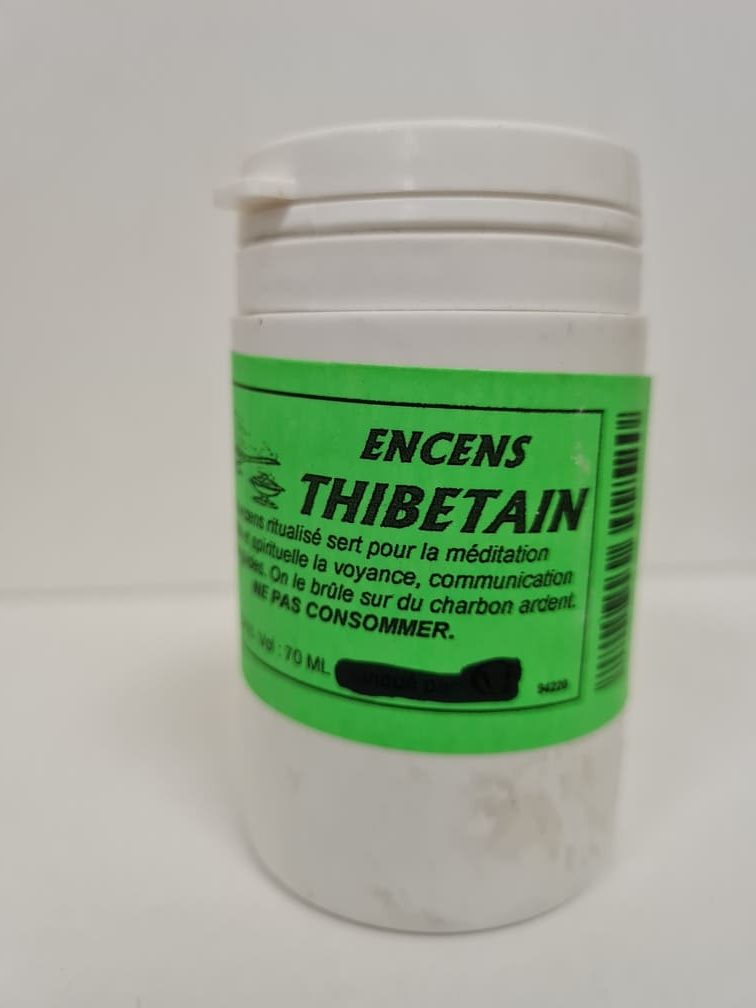 ENCENS
THIBETAIN
ritualisé sert pour la méditation
spirituelle la voyance, communication
On le brûle sur du charbon ardent.
NE PAS CONSOMMER.
Vol : 70 ML
94220